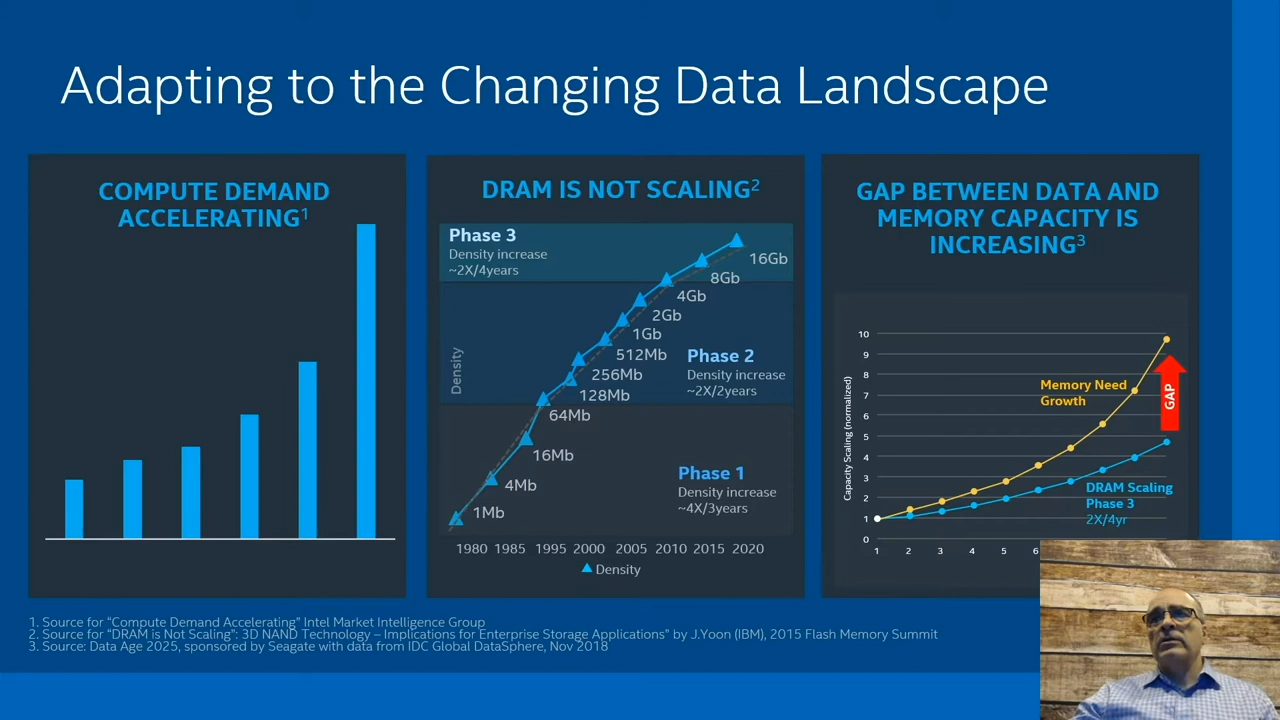 Adapting to the Changing Data Landscape
COMPUTE DEMAND
ACCELERATING1
DRAM IS NOT SCALING2
Phase 3
Density increase
~2X/4years
16Gb
8Gb
4Gb
2Gb
1Gb
512Mb
256Mb
128Mb
64Mb
16Mb
4Mb
1Mb
Density
Phase 2
Density increase
~2X/2years
Phase 1
Density increase
~4X/3years
1980 1985 1995 2000 2005 2010 2015 2020
Density
GAP BETWEEN DATA AND
MEMORY CAPACITY IS
INCREASING3
Capacity Scaling (normalized)
10
9
8
7
6
5
4
3
2
1
0
1 2 3 4 5 6
Memory Need
Growth
GAP
DRAM Scaling
Phase 3
2X/4yr
1. Source for “Compute Demand Accelerating” Intel Market Intelligence Group
2. Source for “DRAM is Not Scaling”: 3D NAND Technology – Implications for Enterprise Storage Applications” by J.Yoon (IBM), 2015 Flash Memory Summit
3. Source: Data Age 2025, sponsored by Seagate with data from IDC Global DataSphere, Nov 2018